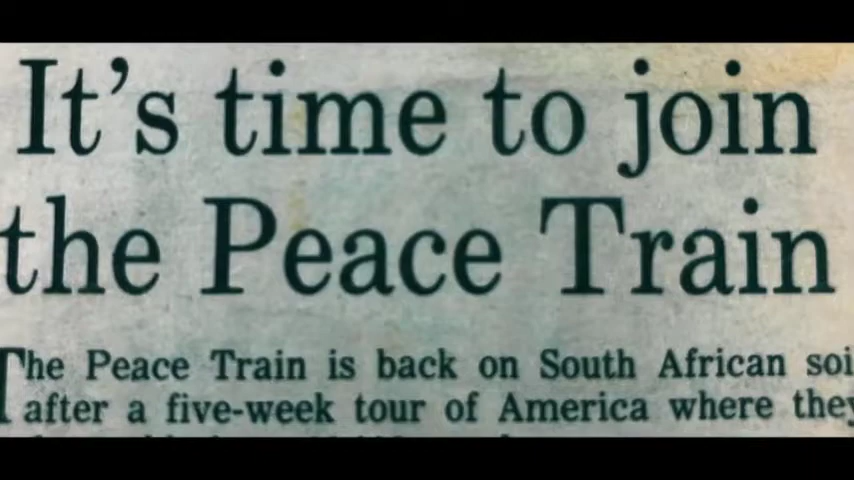 It's time to join
the Peace Train
The Peace Train is back on South African soi
after a five-week tour of America where they